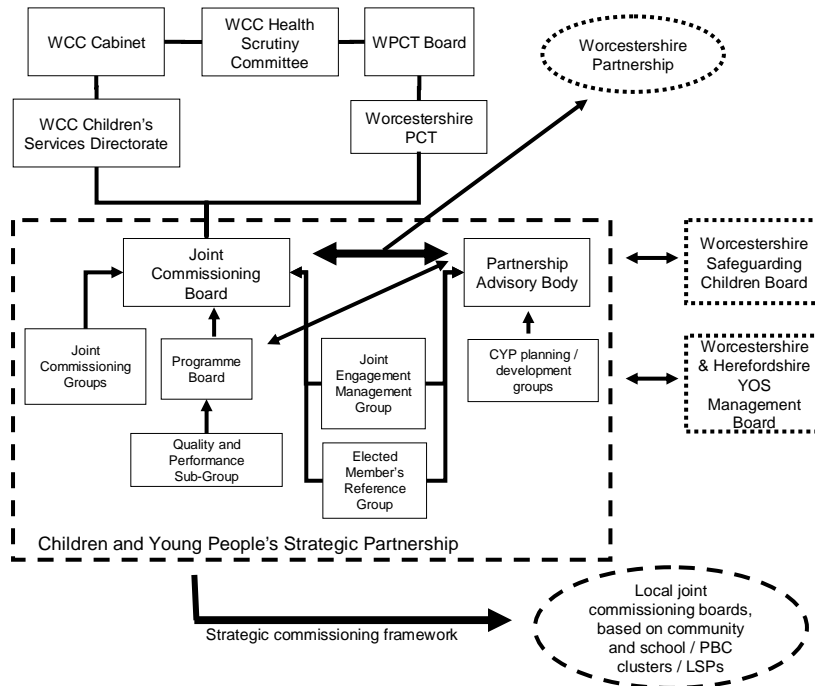 WCC Cabinet
WCC Health
Scrutiny
Committee
WPCT Board
Worcestershire
Partnership
WCC Children's
Services Directorate
Worcestershire
PCT
Joint
Commissioning
Board
Partnership
Advisory Body
Worcestershire
Safeguarding
Children Board
Joint
Commissioning
Groups
Programme
Board
Joint
Engagement
Management
Group
CYP planning /
development
groups
Worcestershire
& Herefordshire
YOS
Management
Board
Quality and
Performance
Sub-Group
Elected
Member's
Reference
Group
Children and Young People's Strategic Partnership
Strategic commissioning framework
Local joint
commissioning boards,
based on community
and school / PBC
clusters / LSPs